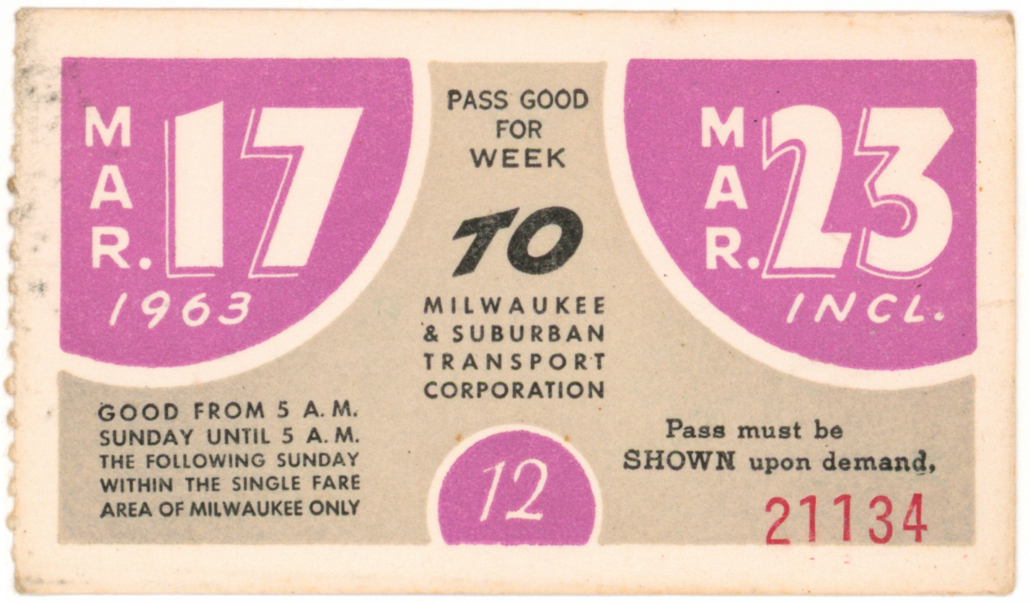 MAR. 17
1963
PASS GOOD
FOR
WEEK
TO
MAR. 23
INCL.
MILWAUKEE
& SUBURBAN
TRANSPORT
CORPORATION
GOOD FROM 5 A.M.
SUNDAY UNTIL 5 A.M.
THE FOLLOWING SUNDAY
WITHIN THE SINGLE FARE
AREA OF MILWAUKEE ONLY
12
Pass must be
SHOWN upon demand,
21134